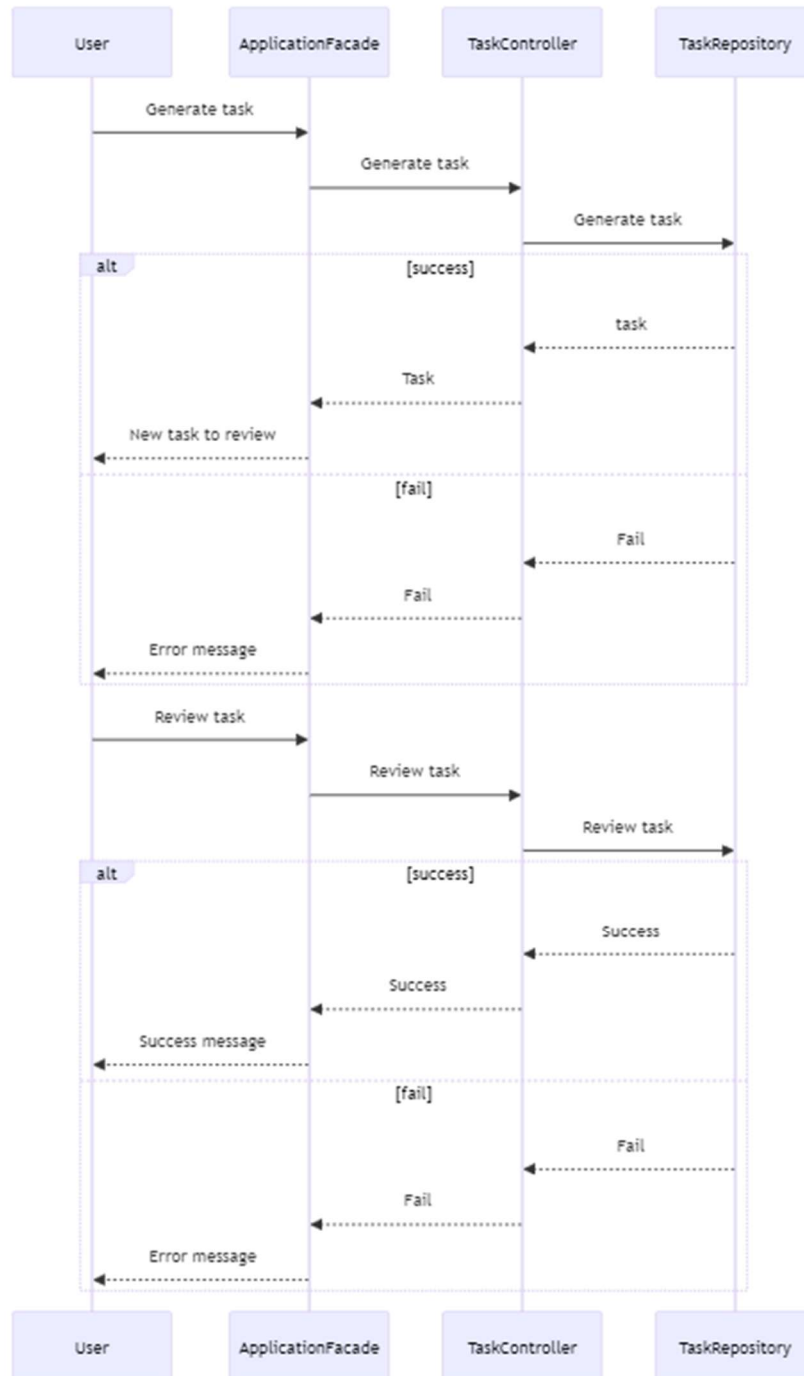 User ApplicationFacade TaskController TaskRepository
Generate task
Generate task
Generate task
alt [success]
task
Task
New task to review
[fail]
Fail
Fail
Error message
Review task
Review task
Review task
alt [success]
Success
Success
Success message
[fail]
Fail
Fail
Error message
User ApplicationFacade TaskController TaskRepository